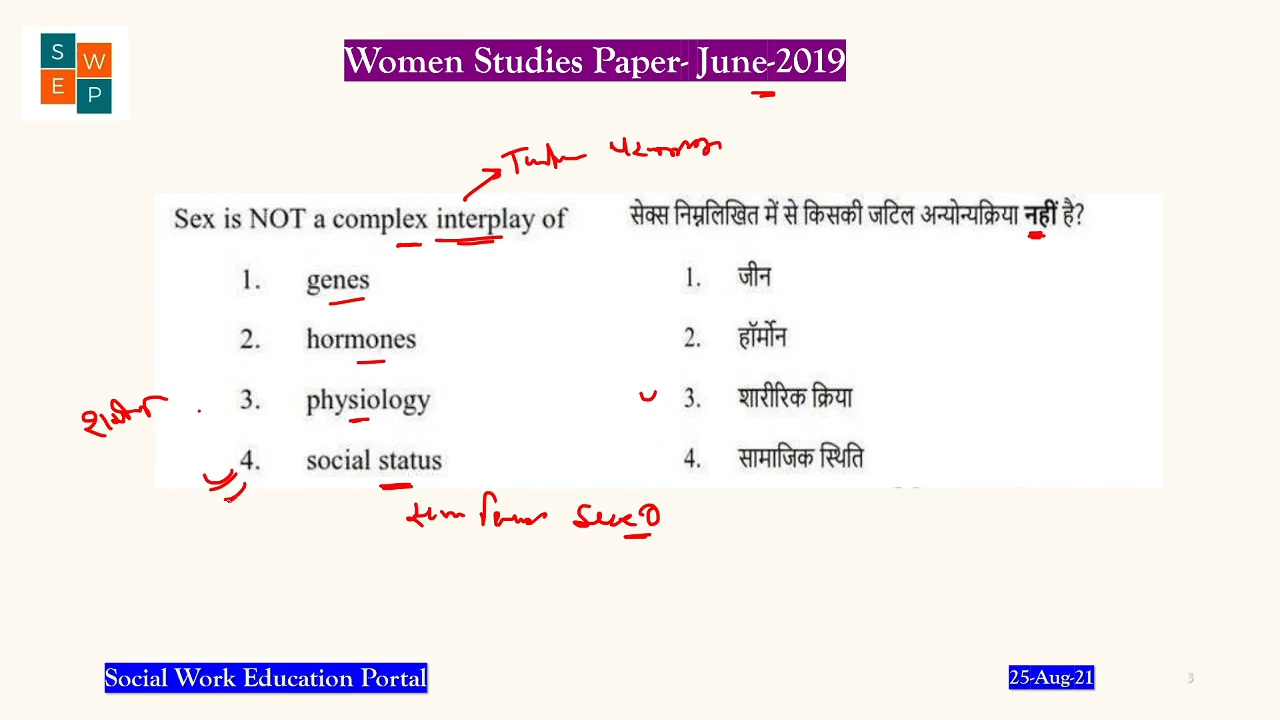 S W
E P
Women Studies Paper- June-2019
Sex is NOT a complex interplay of
1. genes
2. hormones
3. physiology
4. social status
सेक्स निम्नलिखित में से किसकी जटिल अन्योन्यक्रिया नहीं है?
1. जीन
2. हॉर्मोन
3. शारीरिक क्रिया
4. सामाजिक स्थिति
Social Work Education Portal
25-Aug-21
3